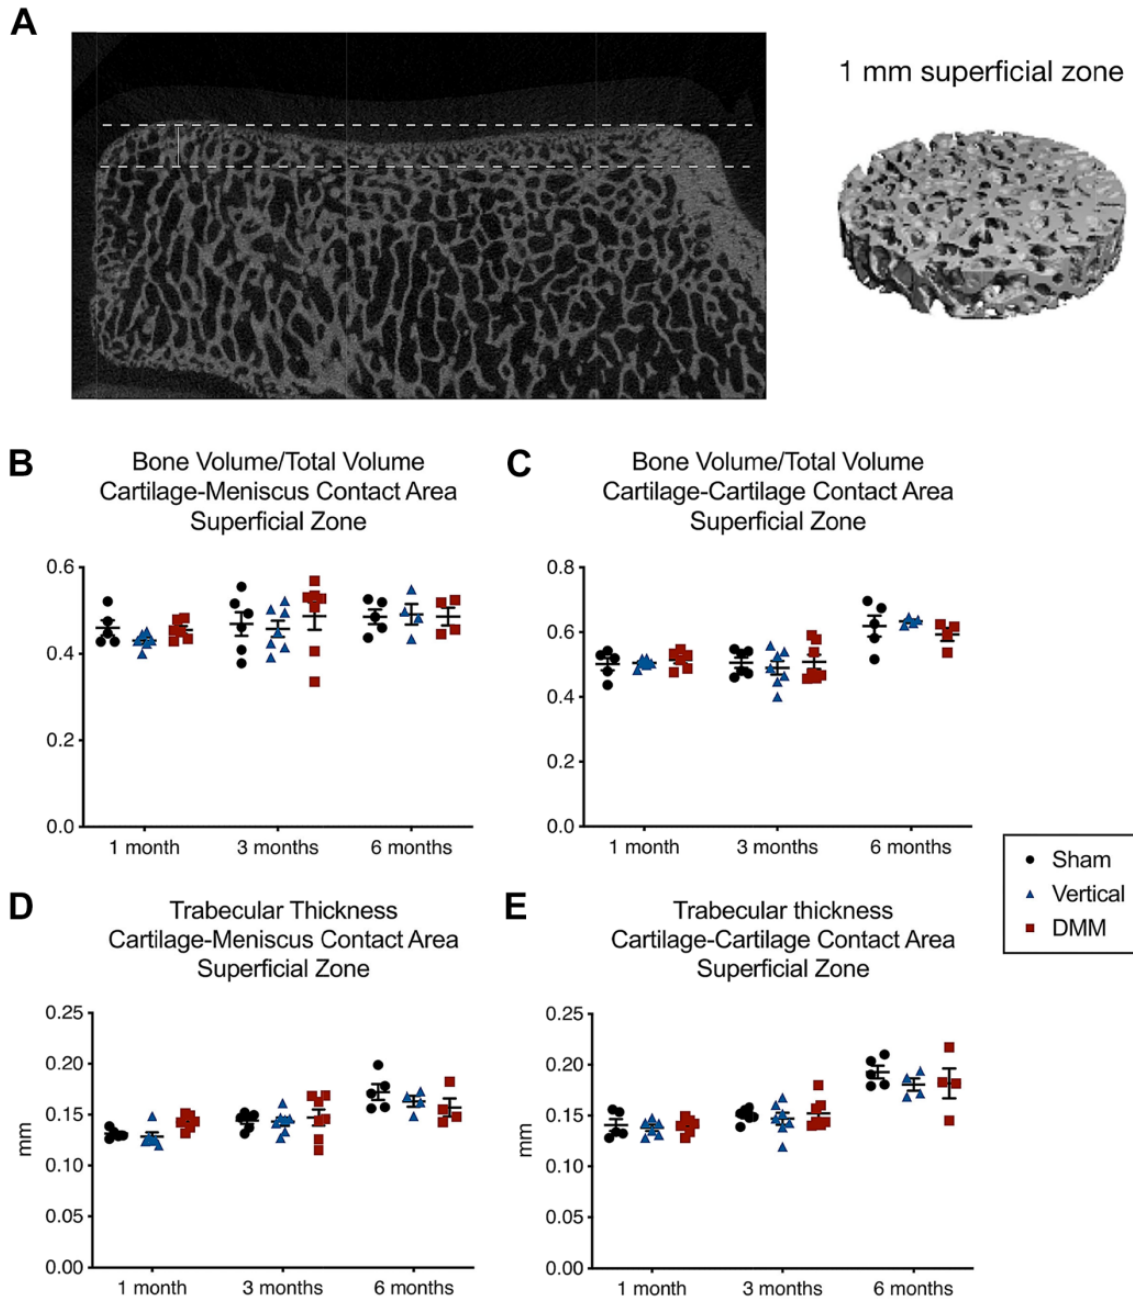 A
1 mm superficial zone
B
Bone Volume/Total Volume
Cartilage-Meniscus Contact Area
Superficial Zone
0.6
0.4
0.2
0.0
1 month
3 months
6 months
C
Bone Volume/Total Volume
Cartilage-Cartilage Contact Area
Superficial Zone
0.8
0.6
0.4
0.2
0.0
1 month
3 months
6 months
Sham
Vertical
DMM
D
Trabecular Thickness
Cartilage-Meniscus Contact Area
Superficial Zone
0.25
0.20
0.15
0.10
0.05
0.00
mm
1 month
3 months
6 months
E
Trabecular thickness
Cartilage-Cartilage Contact Area
Superficial Zone
0.25
0.20
0.15
0.10
0.05
0.00
mm
1 month
3 months
6 months